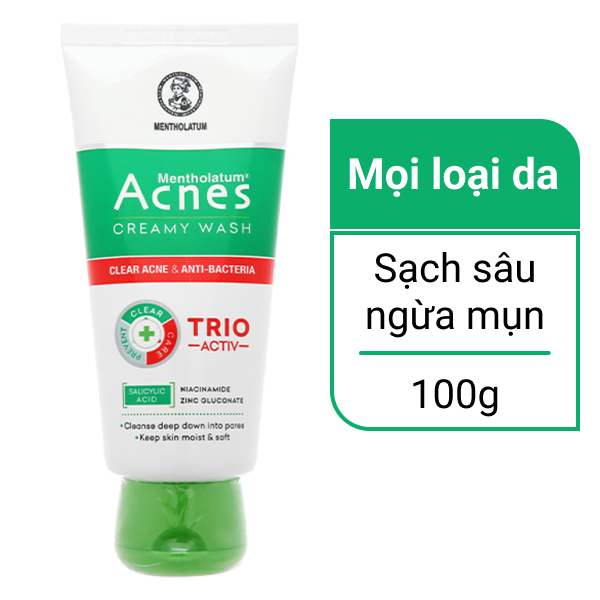 MENTHOLATUM
Mentholatum®
Acnes
CREAMY WASH
CLEAR ACNE & ANTI-BACTERIA
CLEAR
CARE
PREVENT
TRIO
ACTIV
SALICYLIC
ACID
NIACINAMIDE
ZINC GLUCONATE
•Cleanse deep down into pores
•Keep skin moist & soft
Mọi loại da
Sạch sâu
ngừa mụn
100g